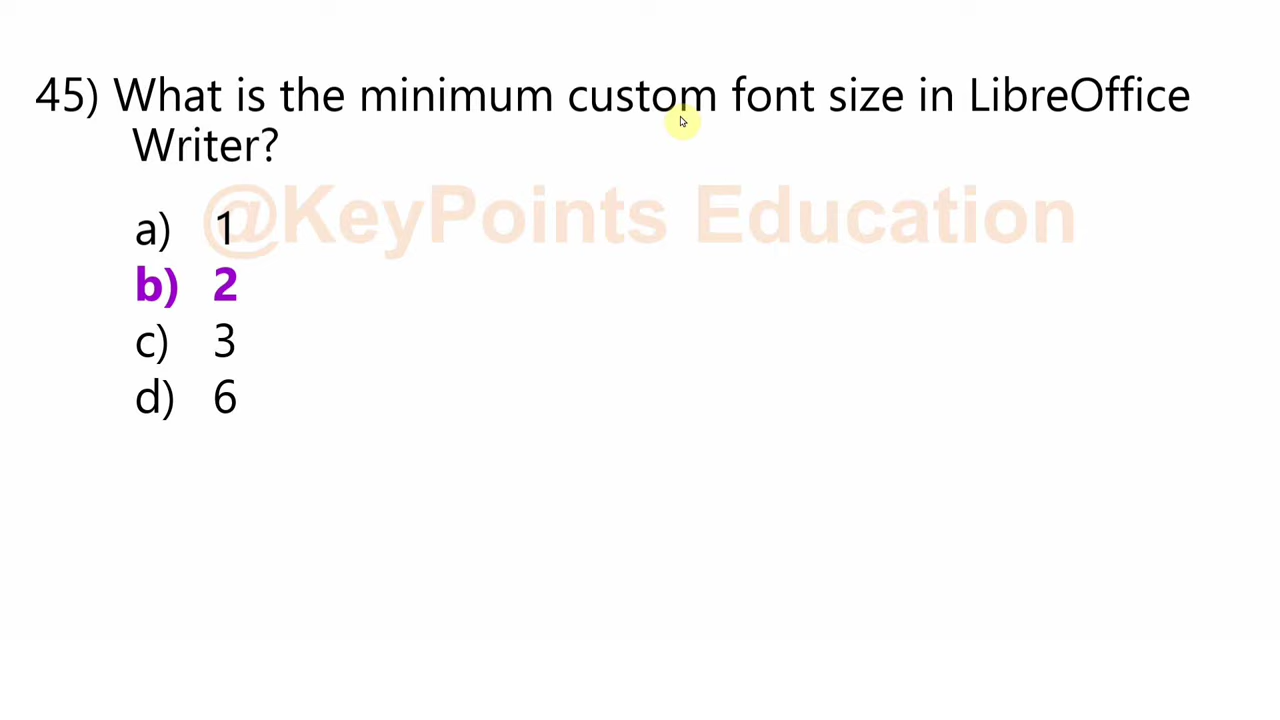 45) What is the minimum custom font size in LibreOffice
Writer?
@KeyPoints Education
a) 1
b) 2
c) 3
d) 6